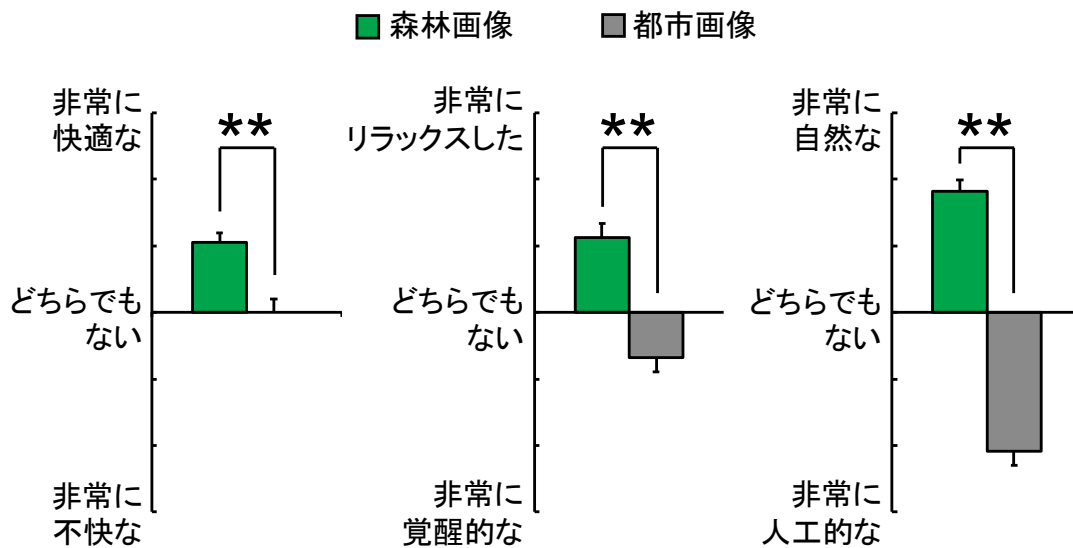 森林画像
都市画像
非常に
快適な
**
どちらでも
ない
非常に
不快な
非常に
リラックスした
**
どちらでも
ない
非常に
覚醒的な
非常に
自然な
**
どちらでも
ない
非常に
人工的な